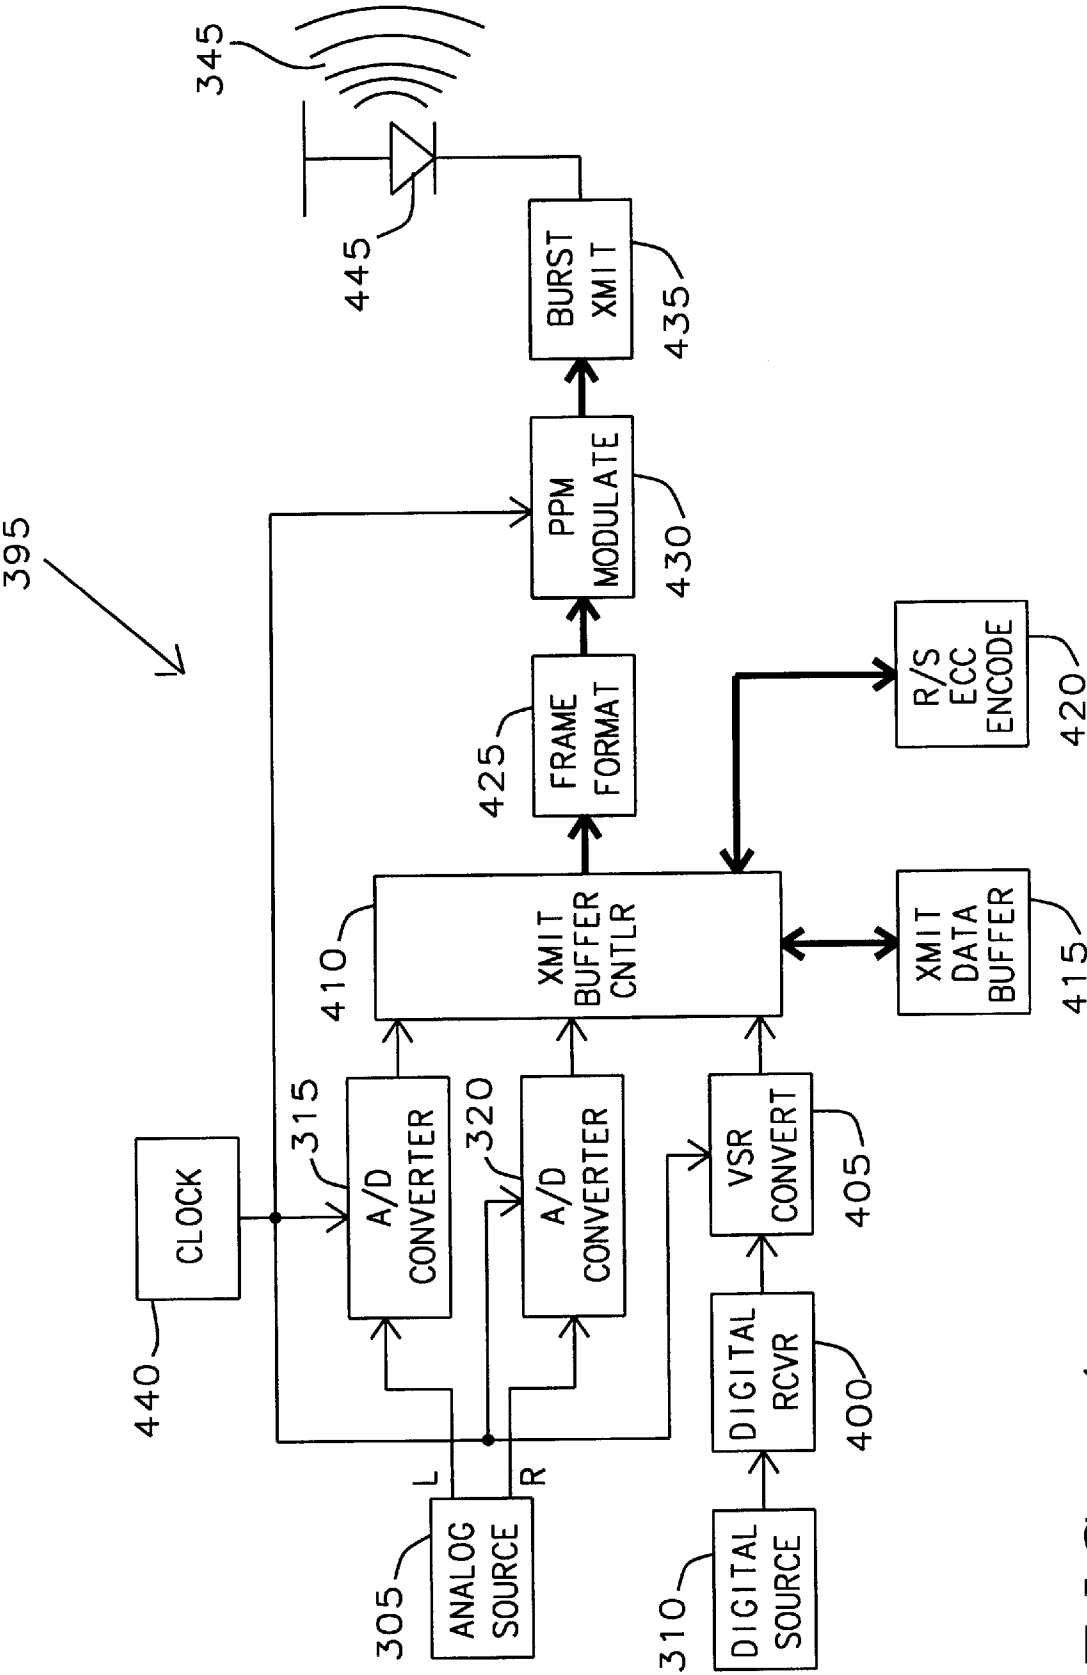 395
440
CLOCK
345
445
305
ANALOG
SOURCE
L
R
315
A/D
CONVERTER
320
A/D
CONVERTER
410
XMIT
BUFFER
CNTLR
425
FRAME
FORMAT
PPM
MODULATE
430
BURST
XMIT
435
310
DIGITAL
SOURCE
DIGITAL
RCVR
400
VSR
CONVERT
405
XMIT
DATA
BUFFER
415
R/S
ECC
ENCODE
420